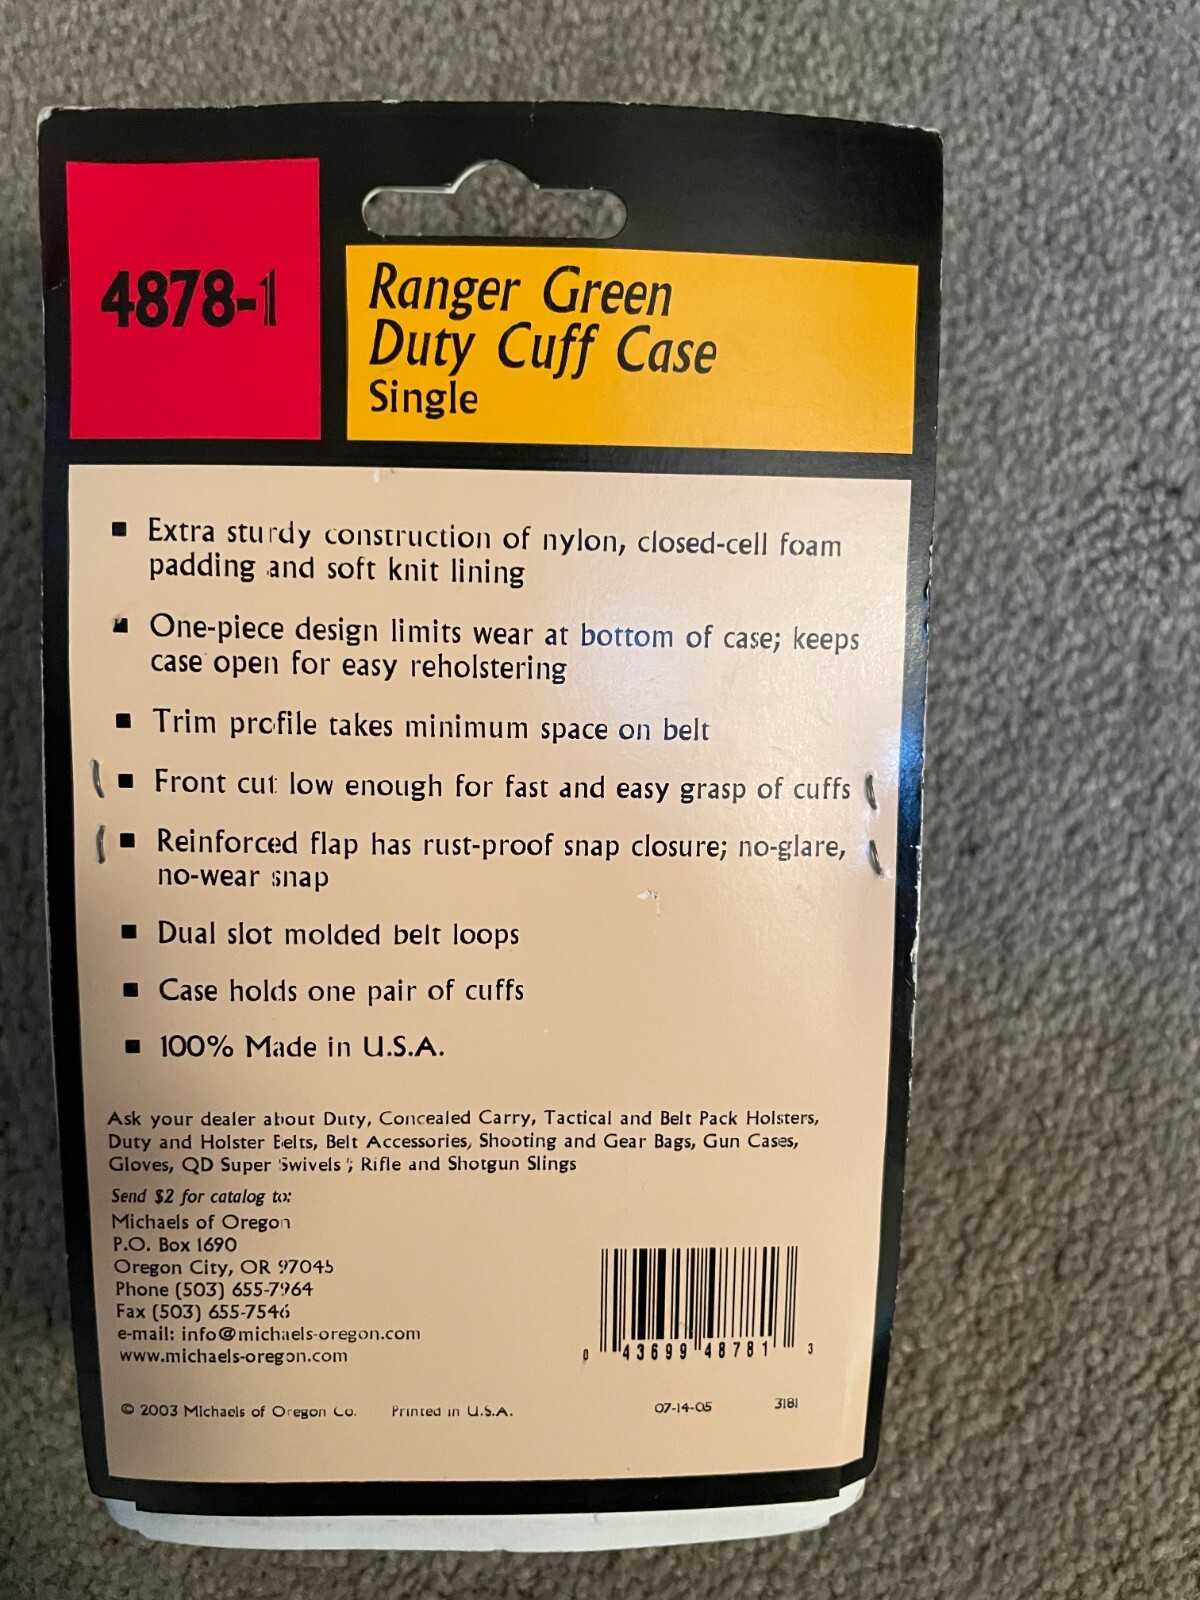 4878-1
Ranger Green
Duty Cuff Case
Single
▪ Extra sturdy construction of nylon, closed-cell foam
padding and soft knit lining
▪ One-piece design limits wear at bottom of case; keeps
case open for easy reholstering
▪ Trim profile takes minimum space on belt
▪ Front cut low enough for fast and easy grasp of cuffs
▪ Reinforced flap has rust-proof snap closure; no-glare,
no-wear snap
▪ Dual slot molded belt loops
▪ Case holds one pair of cuffs
▪ 100% Made in U.S.A.
Ask your dealer about Duty, Concealed Carry, Tactical and Belt Pack Holsters,
Duty and Holster Belts, Belt Accessories, Shooting and Gear Bags, Gun Cases,
Gloves, QD Super Swivels®, Rifle and Shotgun Slings
Send $2 for catalog to:
Michaels of Oregon
P.O. Box 1690
Oregon City, OR 97045
Phone (503) 655-7964
Fax (503) 655-7546
e-mail: info@michaels-oregon.com
www.michaels-oregon.com
0 43699 48781 3
© 2003 Michaels of Oregon Co. Printed in U.S.A. 07-14-05 3181